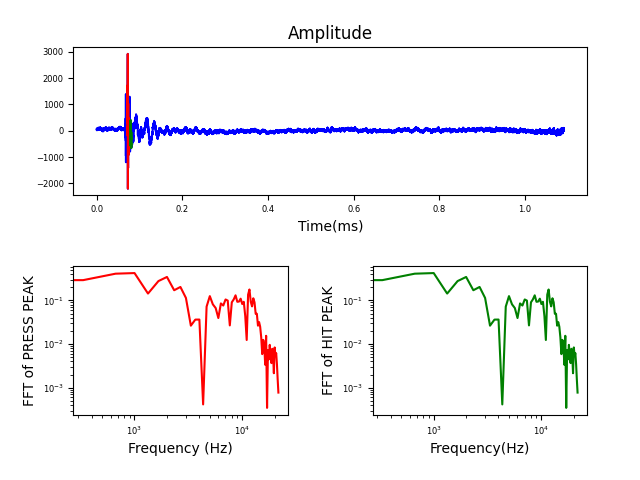 Amplitude
3000
2000
1000
0
−1000
−2000
0.0 0.2 0.4 0.6 0.8 1.0
Time(ms)
FFT of PRESS PEAK
10⁻¹
10⁻²
10⁻³
10³ 10⁴
Frequency (Hz)
FFT of HIT PEAK
10⁻¹
10⁻²
10⁻³
10³ 10⁴
Frequency(Hz)